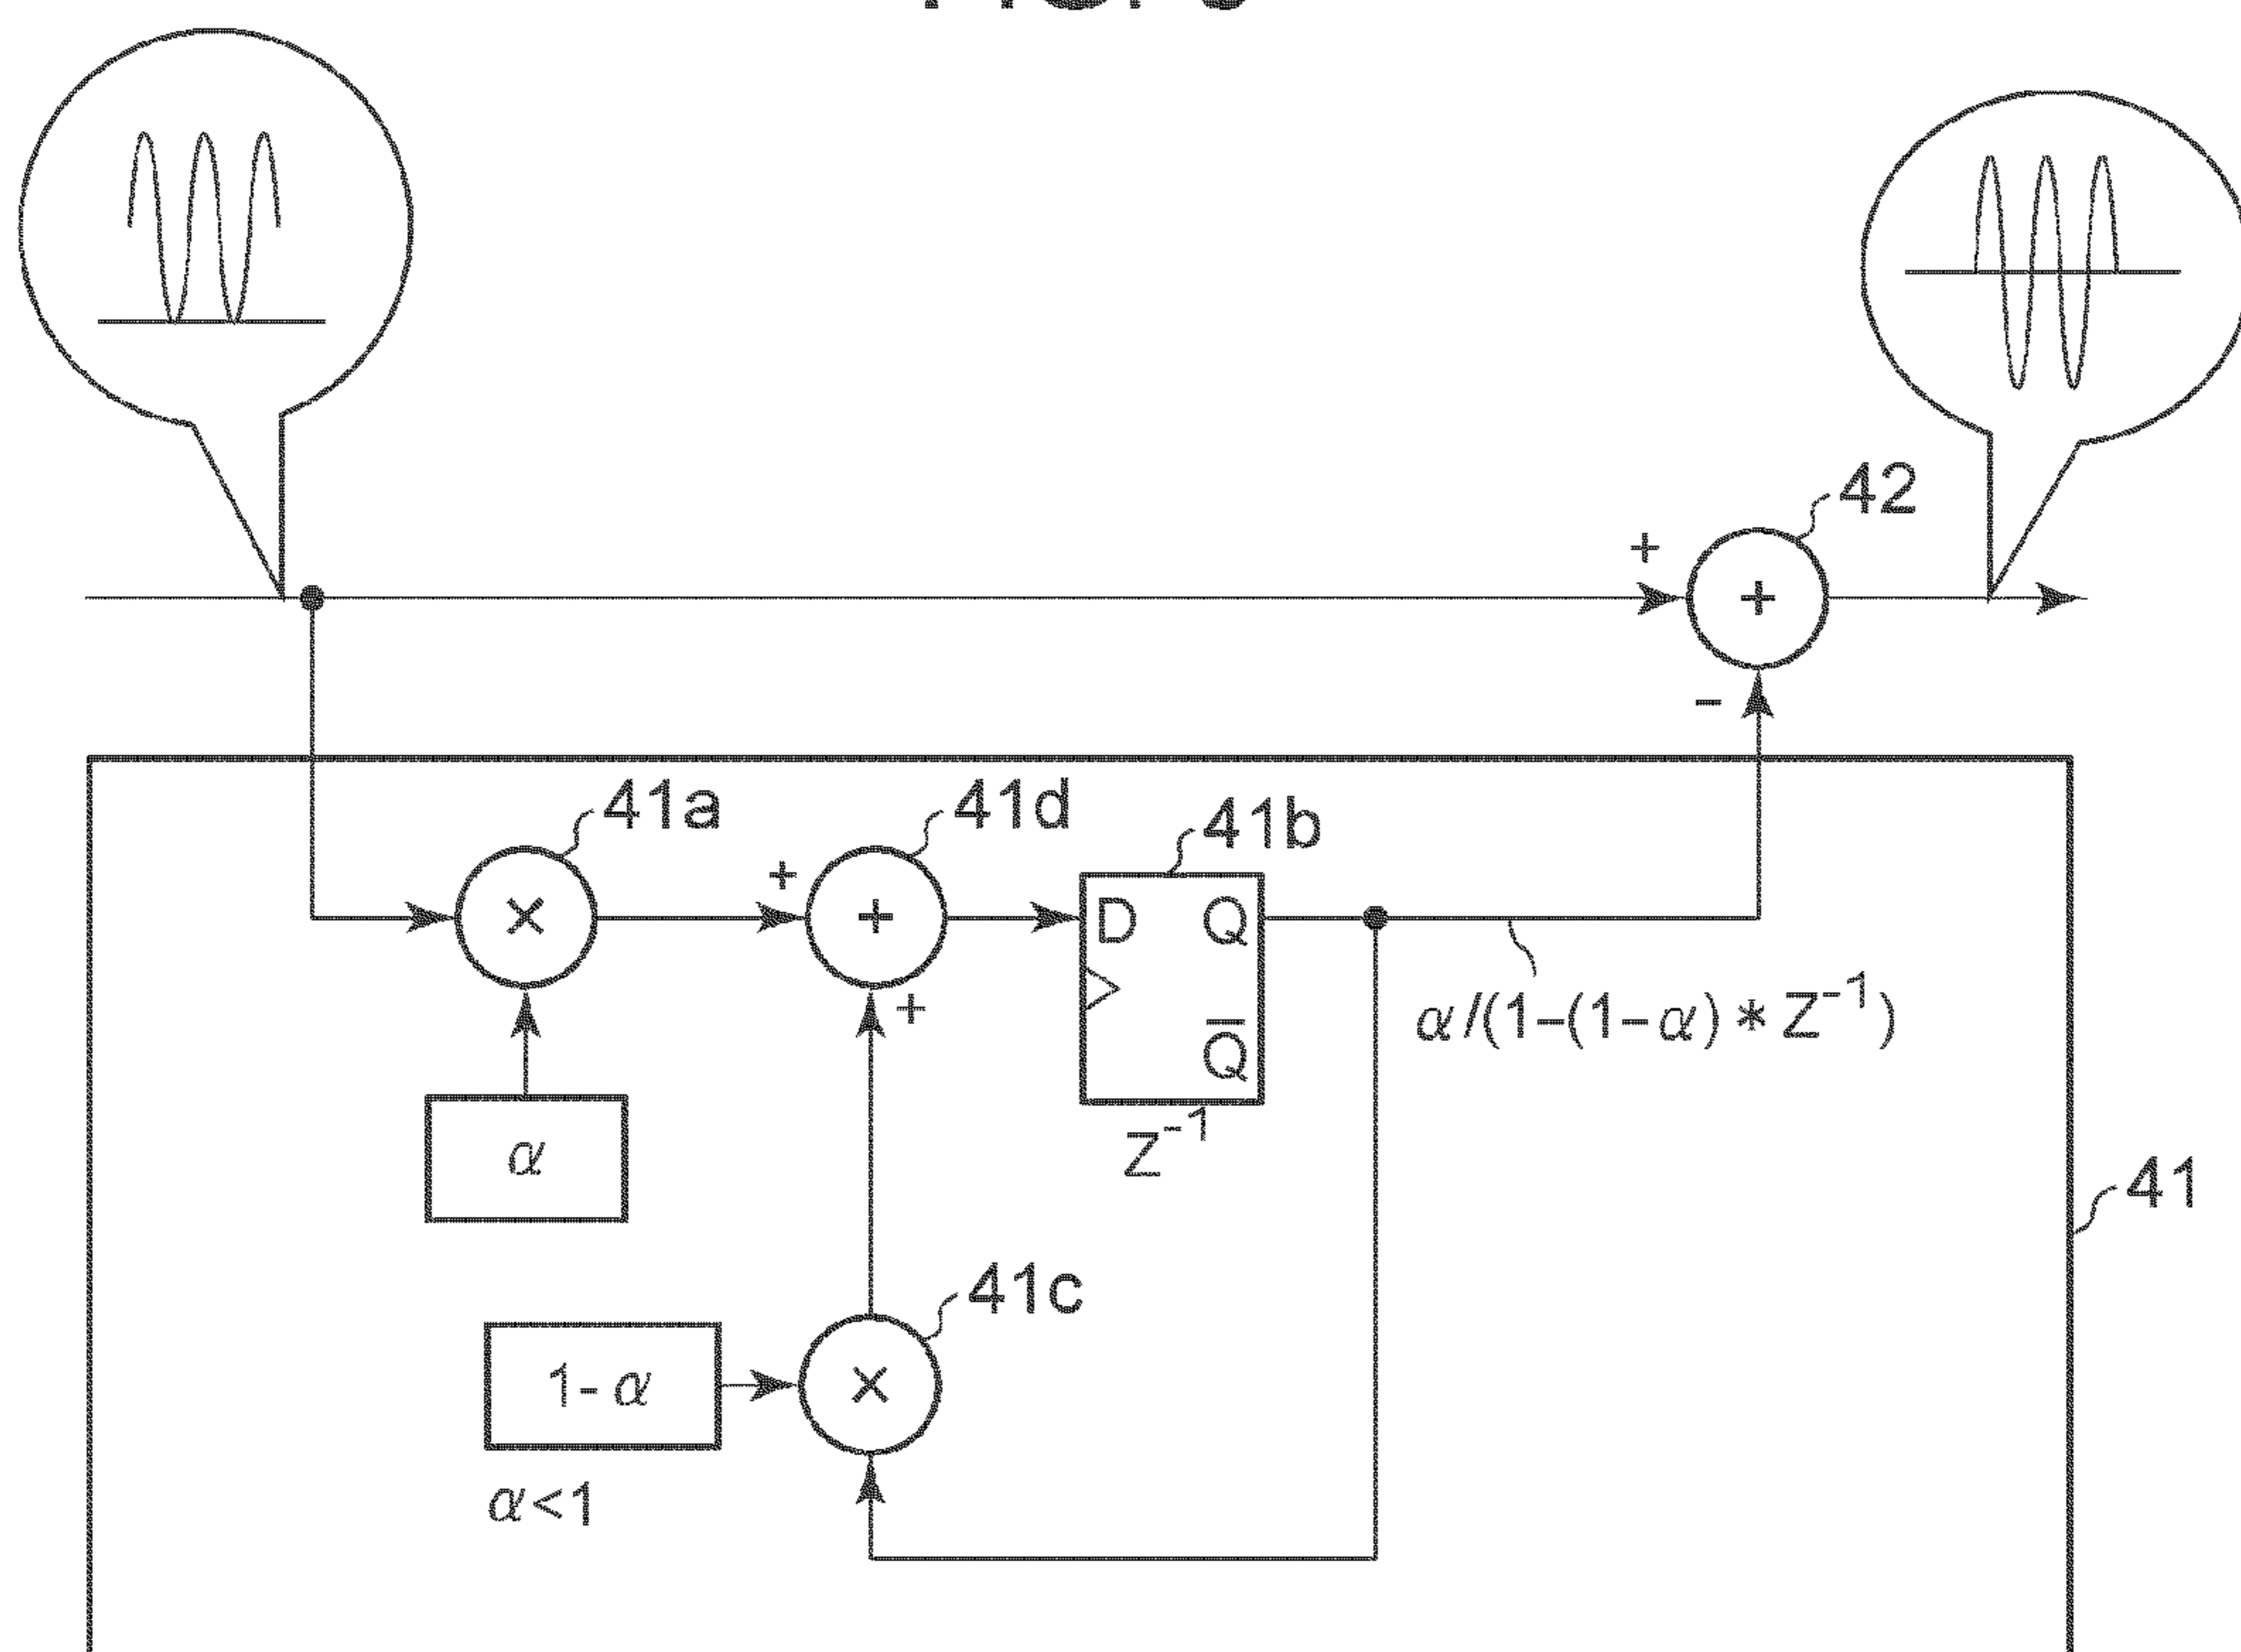 42
+
+
-
41a
41d
41b
+
×
+
D Q
Q̅
+
α/(1-(1-α)*Z⁻¹)
Z⁻¹
α
41
41c
1-α
×
α<1